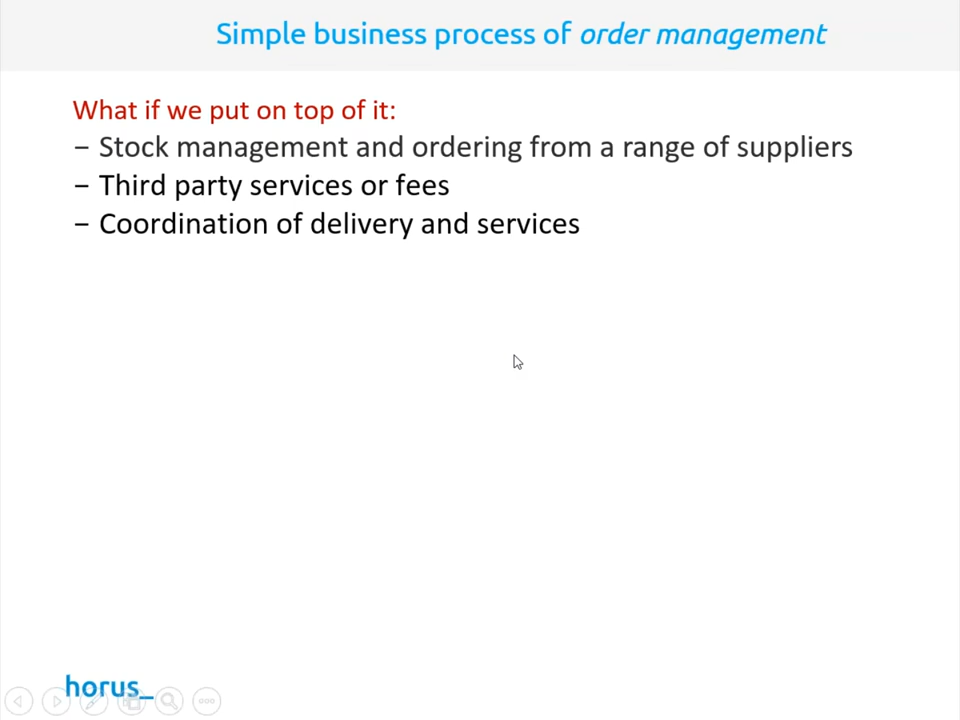 Simple business process of order management
What if we put on top of it:
– Stock management and ordering from a range of suppliers
– Third party services or fees
– Coordination of delivery and services
horus_